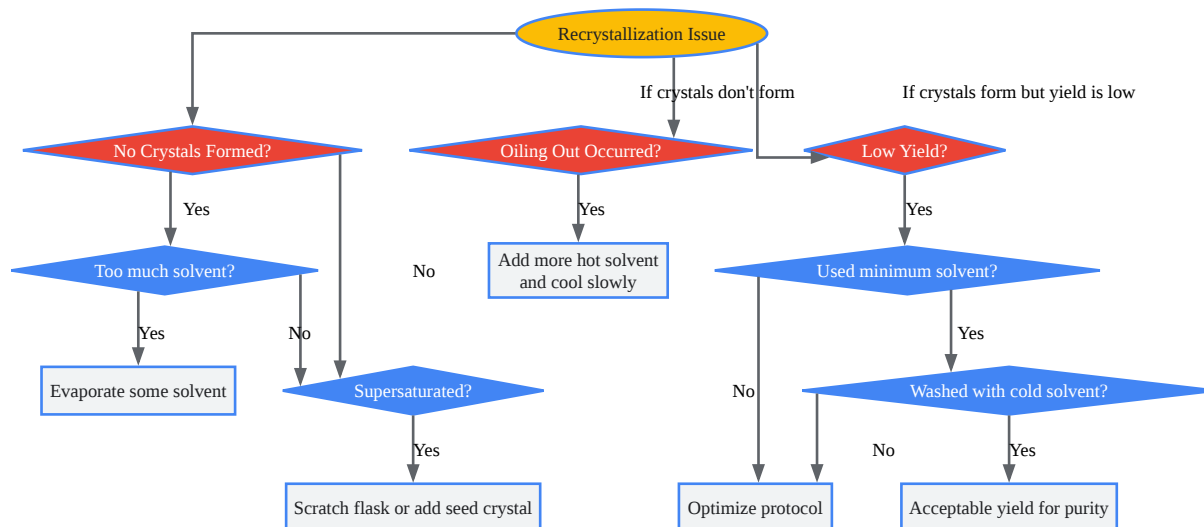 Recrystallization Issue
If crystals don't form
If crystals form but yield is low
No Crystals Formed?
Oiling Out Occurred?
Low Yield?
Yes
Yes
Yes
Too much solvent?
No
Add more hot solvent
and cool slowly
Used minimum solvent?
Yes
No
Yes
Evaporate some solvent
Supersaturated?
No
Washed with cold solvent?
Yes
No
Yes
Scratch flask or add seed crystal
Optimize protocol
Acceptable yield for purity